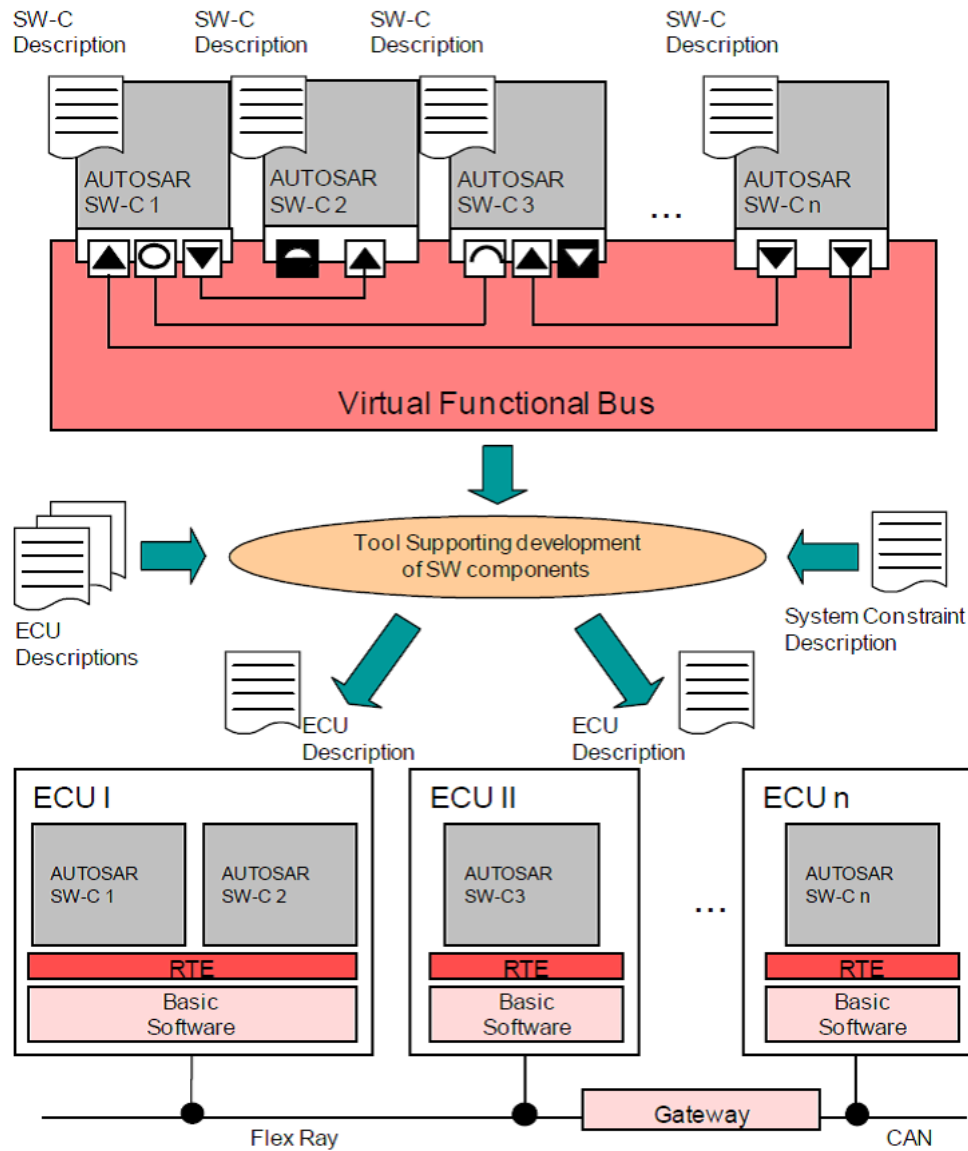 SW-C
Description
SW-C
Description
SW-C
Description
SW-C
Description
AUTOSAR
SW-C 1
AUTOSAR
SW-C 2
AUTOSAR
SW-C 3
...
AUTOSAR
SW-C n
Virtual Functional Bus
Tool Supporting development
of SW components
ECU
Descriptions
System Constraint
Description
ECU
Description
ECU
Description
ECU I
AUTOSAR
SW-C 1
AUTOSAR
SW-C 2
RTE
Basic
Software
ECU II
AUTOSAR
SW-C3
RTE
Basic
Software
...
ECU n
AUTOSAR
SW-C n
RTE
Basic
Software
Flex Ray
Gateway
CAN